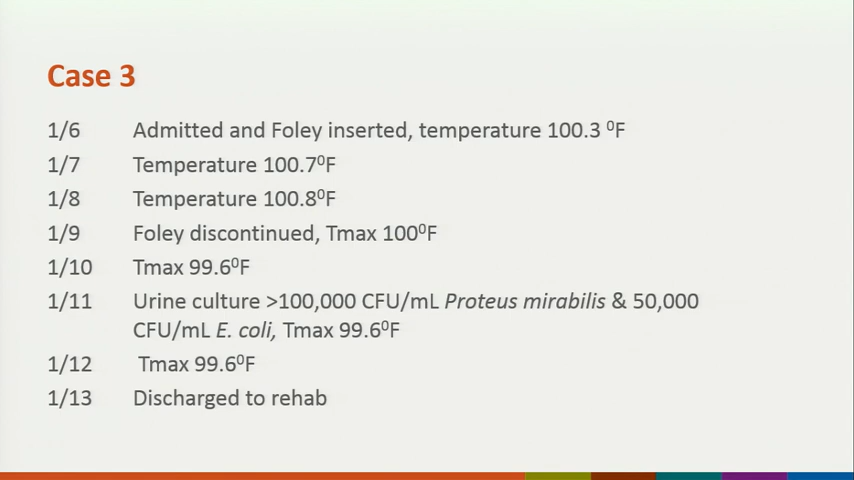 Case 3
1/6 Admitted and Foley inserted, temperature 100.3 ⁰F
1/7 Temperature 100.7⁰F
1/8 Temperature 100.8⁰F
1/9 Foley discontinued, Tmax 100⁰F
1/10 Tmax 99.6⁰F
1/11 Urine culture >100,000 CFU/mL Proteus mirabilis & 50,000
CFU/mL E. coli, Tmax 99.6⁰F
1/12 Tmax 99.6⁰F
1/13 Discharged to rehab